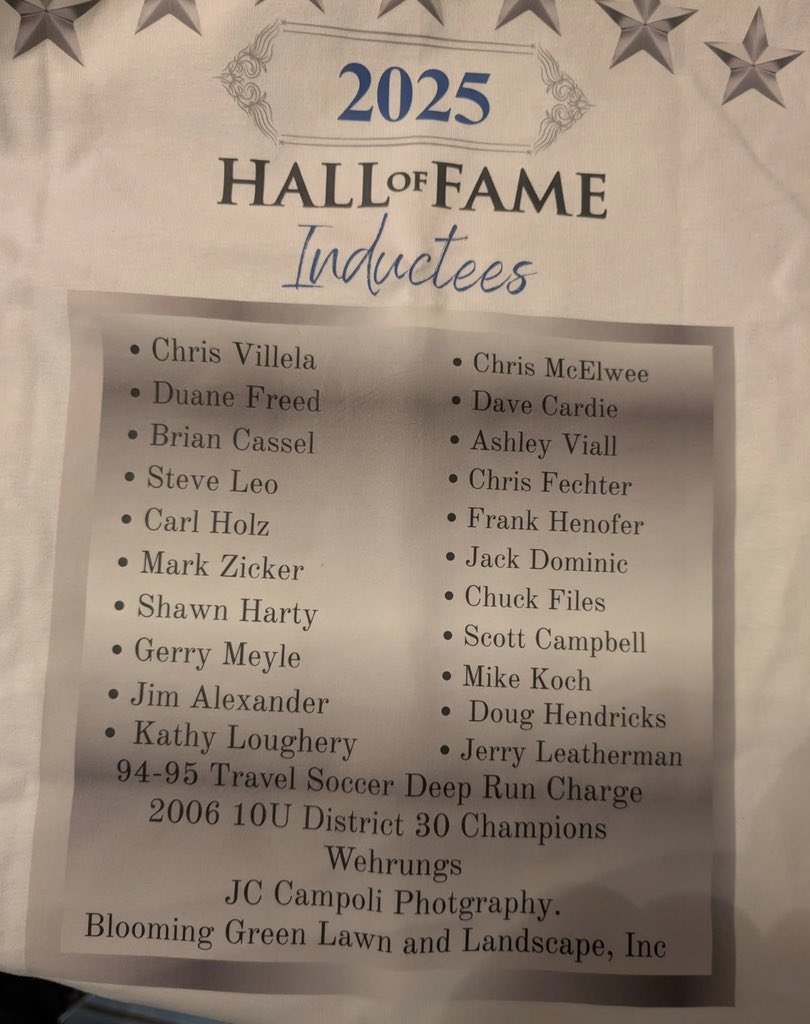 2025
HALL OF FAME
Inductees
• Chris Villela
• Duane Freed
• Brian Cassel
• Steve Leo
• Carl Holz
• Mark Zicker
• Shawn Harty
• Gerry Meyle
• Jim Alexander
• Kathy Loughery
• Chris McElwee
• Dave Cardie
• Ashley Viall
• Chris Fechter
• Frank Henofer
• Jack Dominic
• Chuck Files
• Scott Campbell
• Mike Koch
• Doug Hendricks
• Jerry Leatherman
94-95 Travel Soccer Deep Run Charge
2006 10U District 30 Champions
Wehrungs
JC Campoli Photgraphy.
Blooming Green Lawn and Landscape, Inc